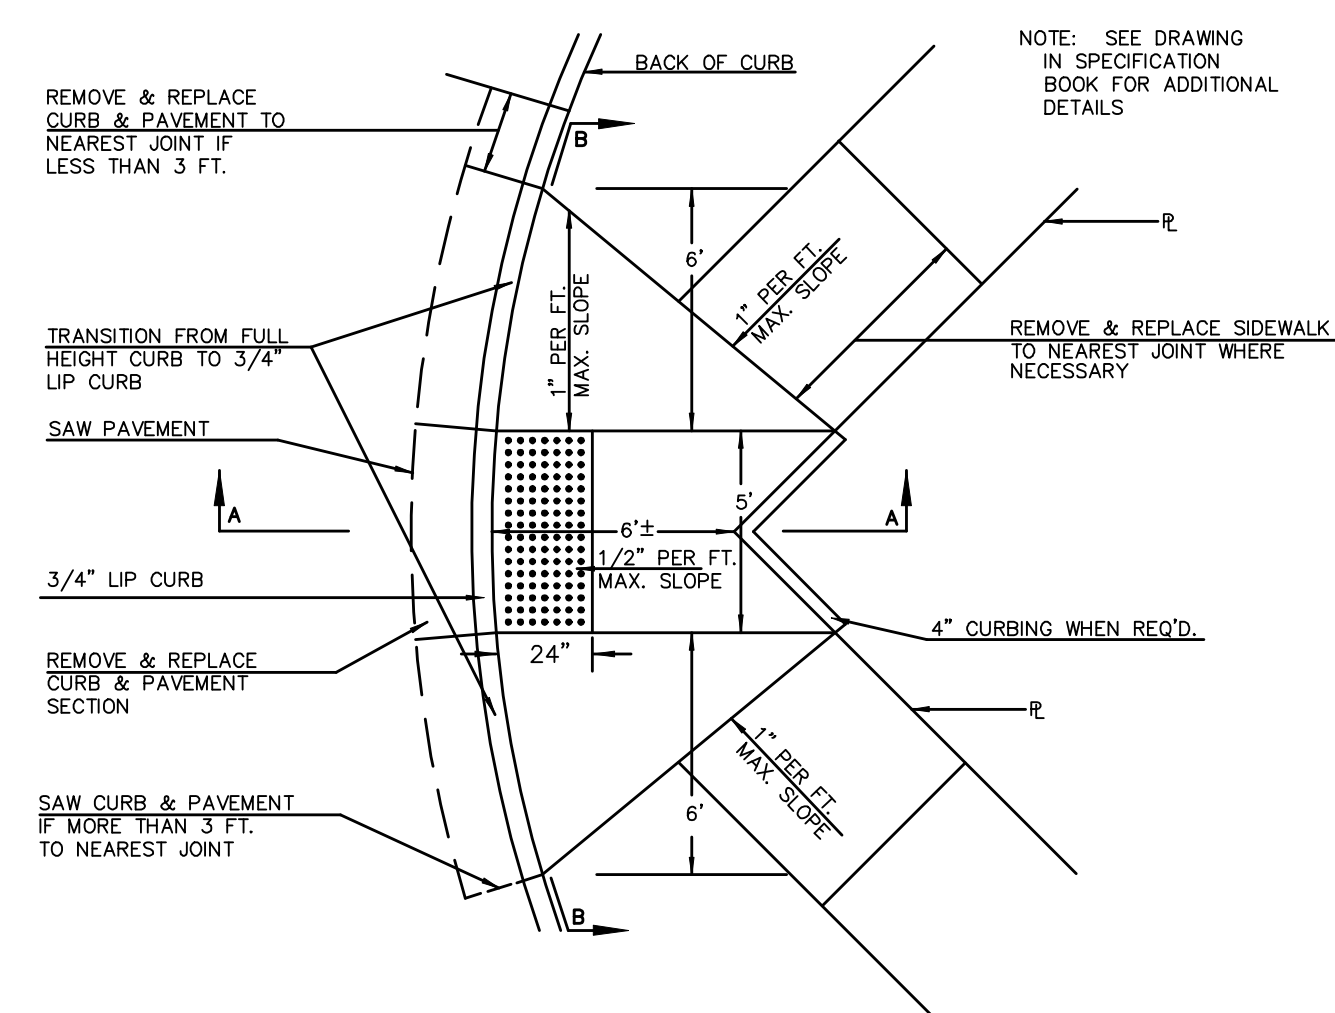 NOTE: SEE DRAWING
IN SPECIFICATION
BOOK FOR ADDITIONAL
DETAILS
BACK OF CURB
REMOVE & REPLACE
CURB & PAVEMENT TO
NEAREST JOINT IF
LESS THAN 3 FT.
B
℄
6'
1" PER FT.
MAX. SLOPE
1" PER FT.
MAX. SLOPE
TRANSITION FROM FULL
HEIGHT CURB TO 3/4"
LIP CURB
REMOVE & REPLACE SIDEWALK
TO NEAREST JOINT WHERE
NECESSARY
SAW PAVEMENT
A
A
5'
6'±
1/2" PER FT.
MAX. SLOPE
3/4" LIP CURB
4" CURBING WHEN REQ'D.
24"
REMOVE & REPLACE
CURB & PAVEMENT
SECTION
℄
1" PER FT.
MAX. SLOPE
6'
SAW CURB & PAVEMENT
IF MORE THAN 3 FT.
TO NEAREST JOINT
B